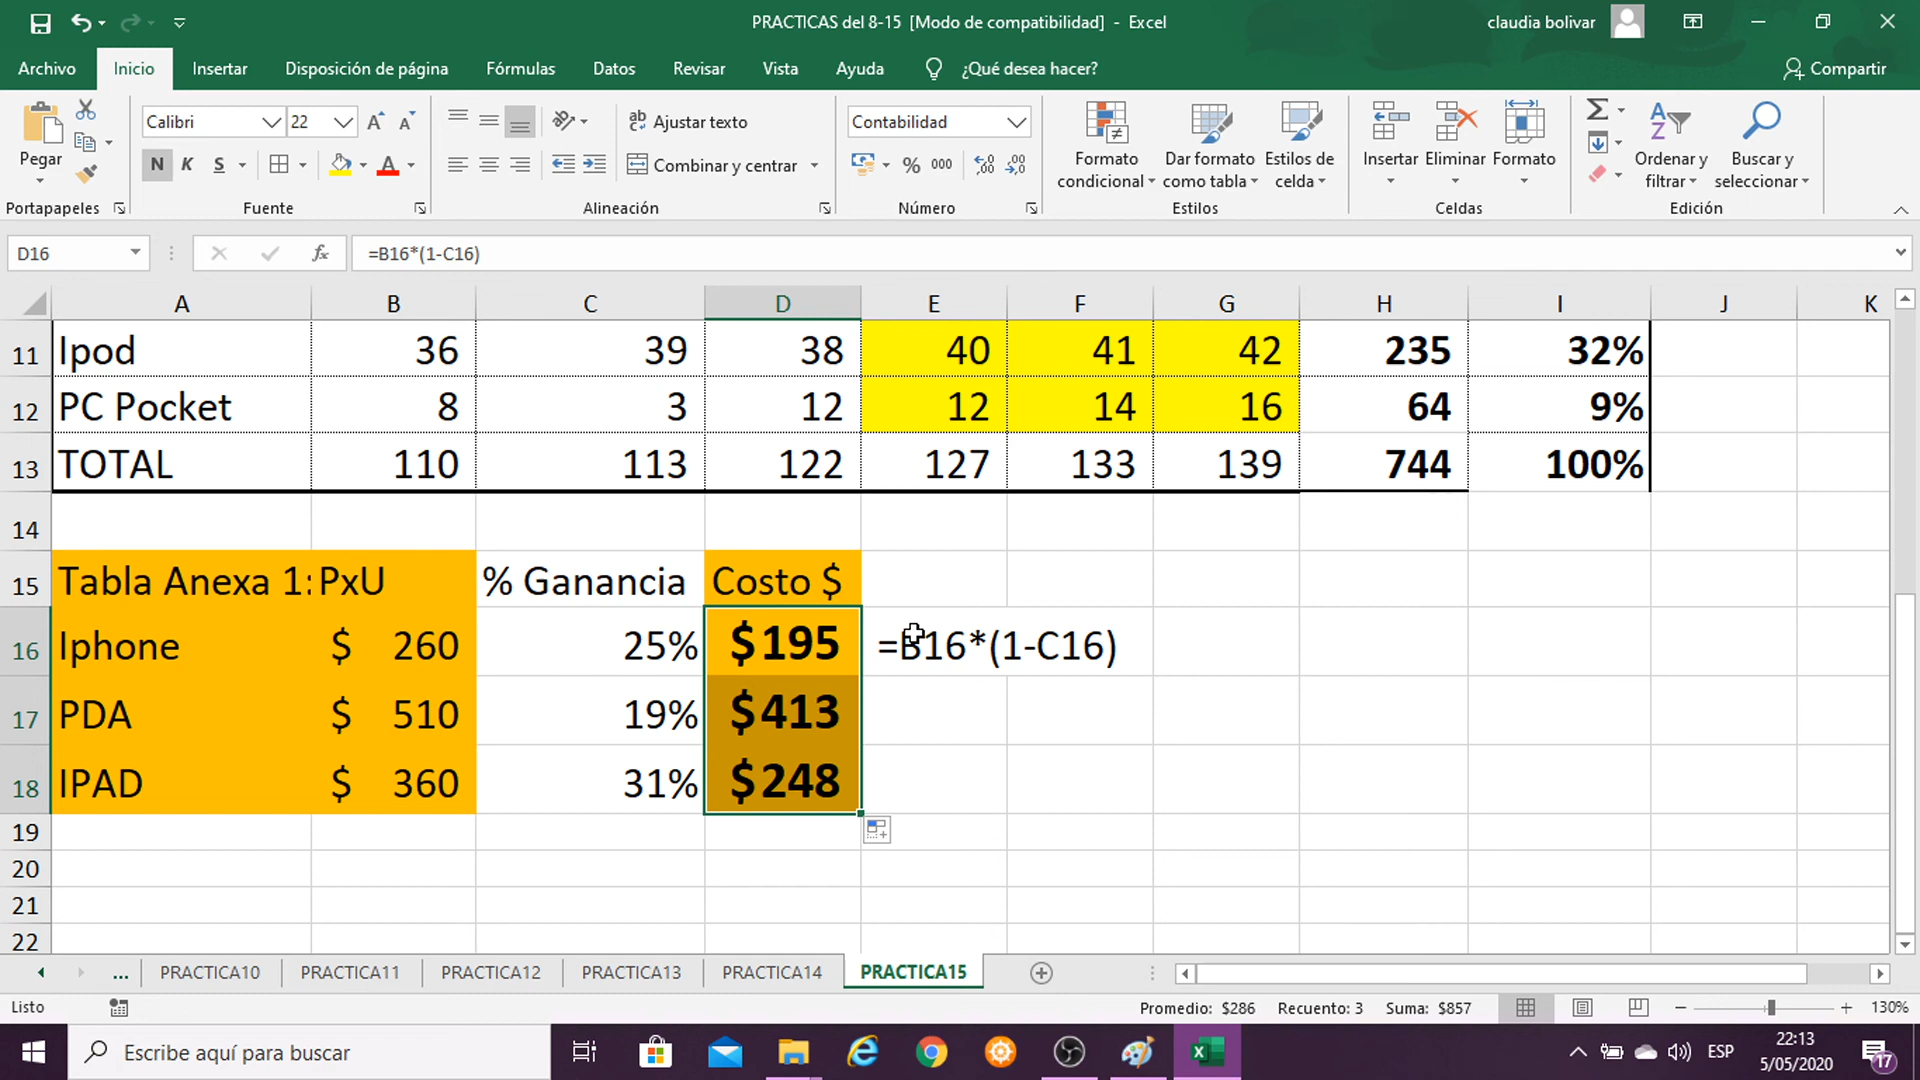 PRACTICAS del 8-15 [Modo de compatibilidad] - Excel
claudia bolivar
Archivo Inicio Insertar Disposición de página Fórmulas Datos Revisar Vista Ayuda ¿Qué desea hacer? Compartir
Calibri 22 Ajustar texto Contabilidad
Pegar N K S A Combinar y centrar % 000
Formato condicional
Dar formato como tabla
Estilos de celda
Insertar Eliminar Formato
Ordenar y filtrar
Buscar y seleccionar
Portapapeles Fuente Alineación Número Estilos Celdas Edición
D16 fx =B16*(1-C16)
A B C D E F G H I J K
11 Ipod 36 39 38 40 41 42 235 32%
12 PC Pocket 8 3 12 12 14 16 64 9%
13 TOTAL 110 113 122 127 133 139 744 100%
14
15 Tabla Anexa 1: PxU % Ganancia Costo $
16 Iphone $ 260 25% $195 =B16*(1-C16)
17 PDA $ 510 19% $413
18 IPAD $ 360 31% $248
19
20
21
22
... PRACTICA10 PRACTICA11 PRACTICA12 PRACTICA13 PRACTICA14 PRACTICA15
Listo Promedio: $286 Recuento: 3 Suma: $857 130%
Escribe aquí para buscar ESP 22:13
5/05/2020 17